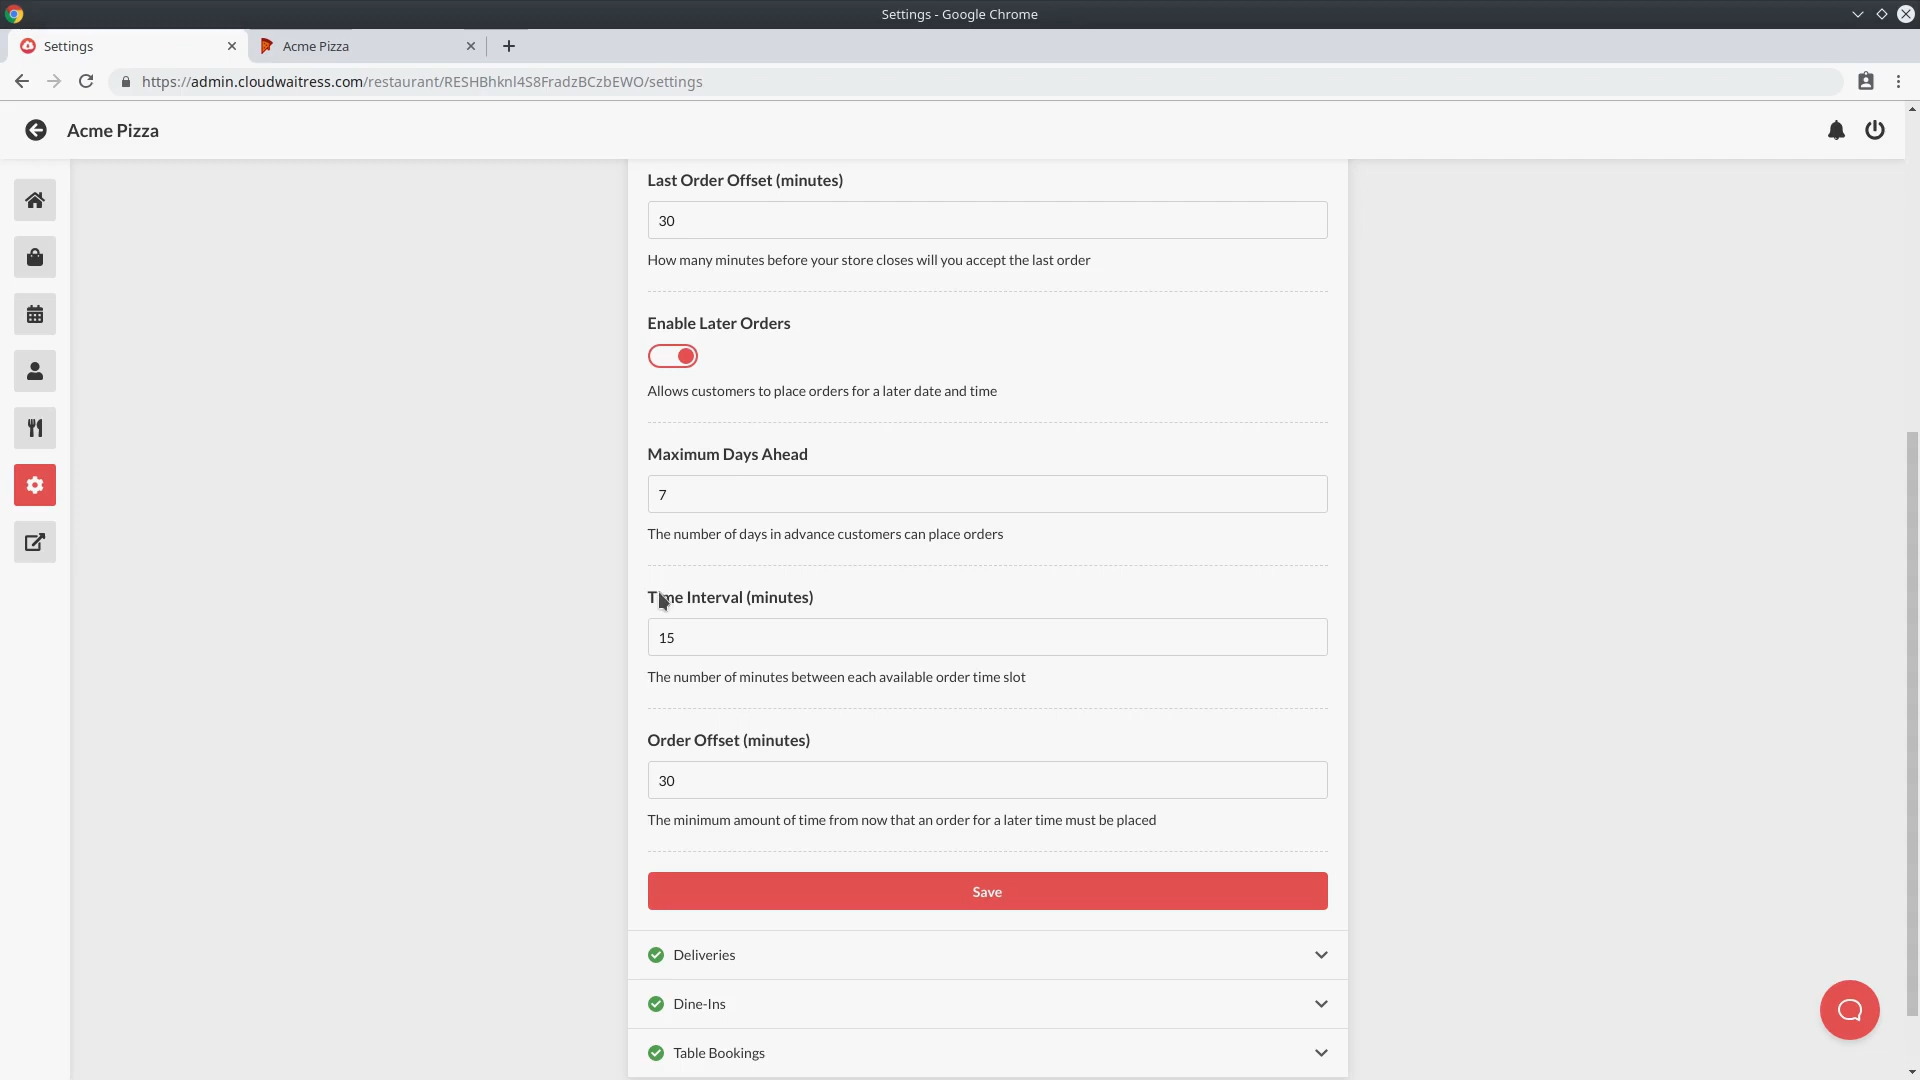 Settings - Google Chrome
Settings
Acme Pizza
https://admin.cloudwaitress.com/restaurant/RESHBhknl4S8FradzBCzbEWO/settings
Acme Pizza
Last Order Offset (minutes)
30
How many minutes before your store closes will you accept the last order
Enable Later Orders
Allows customers to place orders for a later date and time
Maximum Days Ahead
7
The number of days in advance customers can place orders
Time Interval (minutes)
15
The number of minutes between each available order time slot
Order Offset (minutes)
30
The minimum amount of time from now that an order for a later time must be placed
Save
Deliveries
Dine-Ins
Table Bookings